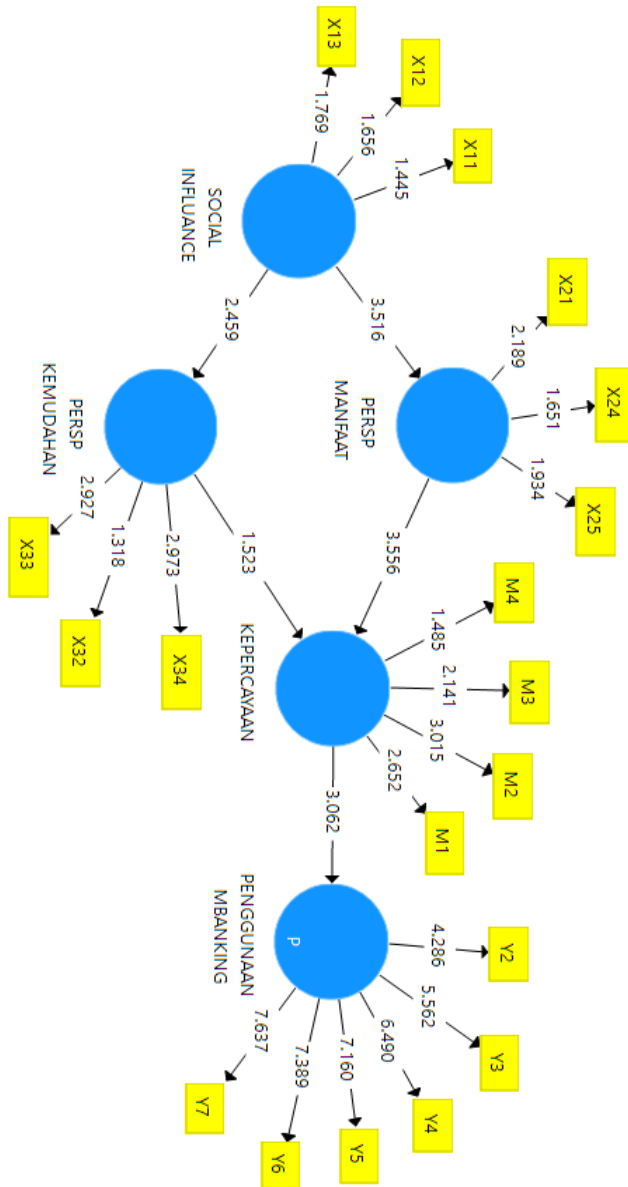 X13
X12
X11
1.769
1.656
1.445
SOCIAL
INFLUANCE
3.516
2.459
X21
X24
X25
2.189
1.651
1.934
PERSP
MANFAAT
3.556
PERSP
KEMUDAHAN
2.927
1.318
2.973
X33
X32
X34
1.523
M4
M3
M2
M1
1.485
2.141
3.015
2.652
KEPERCAYAAN
3.062
Y2
Y3
Y4
Y5
Y6
Y7
4.286
5.562
6.490
7.160
7.389
7.637
P
PENGGUNAAN
MBANKING